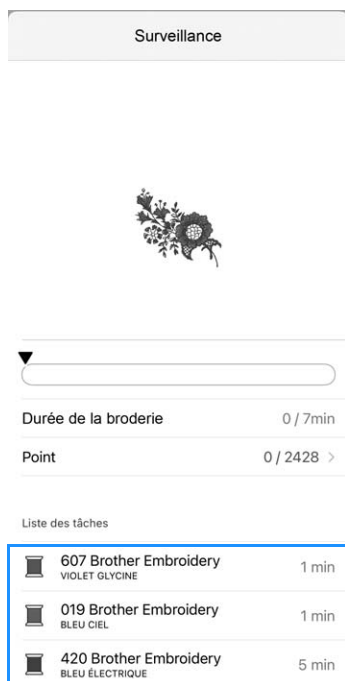 Surveillance
Durée de la broderie 0 / 7min
Point 0 / 2428 >
Liste des tâches
607 Brother Embroidery 1 min
VIOLET GLYCINE
019 Brother Embroidery 1 min
BLEU CIEL
420 Brother Embroidery 5 min
BLEU ÉLECTRIQUE